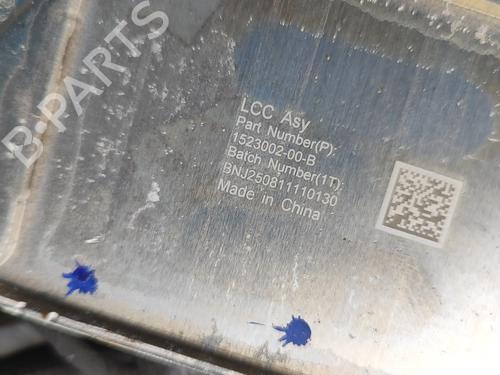 B-PARTS
LCC Asy
Part Number(P):
1523002-00-B
Batch Number(1T):
BNJ250811110130
Made in China